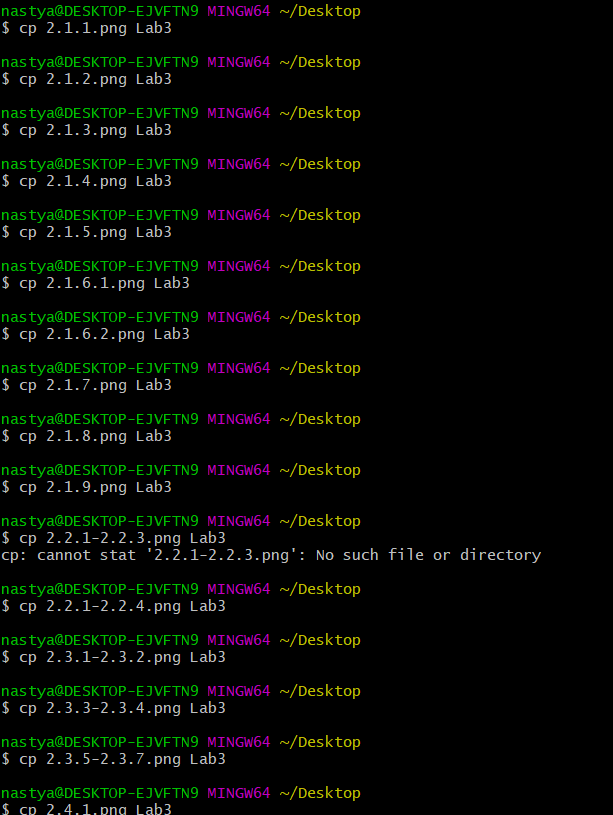 nastya@DESKTOP-EJVFTN9 MINGW64 ~/Desktop
$ cp 2.1.1.png Lab3
nastya@DESKTOP-EJVFTN9 MINGW64 ~/Desktop
$ cp 2.1.2.png Lab3
nastya@DESKTOP-EJVFTN9 MINGW64 ~/Desktop
$ cp 2.1.3.png Lab3
nastya@DESKTOP-EJVFTN9 MINGW64 ~/Desktop
$ cp 2.1.4.png Lab3
nastya@DESKTOP-EJVFTN9 MINGW64 ~/Desktop
$ cp 2.1.5.png Lab3
nastya@DESKTOP-EJVFTN9 MINGW64 ~/Desktop
$ cp 2.1.6.1.png Lab3
nastya@DESKTOP-EJVFTN9 MINGW64 ~/Desktop
$ cp 2.1.6.2.png Lab3
nastya@DESKTOP-EJVFTN9 MINGW64 ~/Desktop
$ cp 2.1.7.png Lab3
nastya@DESKTOP-EJVFTN9 MINGW64 ~/Desktop
$ cp 2.1.8.png Lab3
nastya@DESKTOP-EJVFTN9 MINGW64 ~/Desktop
$ cp 2.1.9.png Lab3
nastya@DESKTOP-EJVFTN9 MINGW64 ~/Desktop
$ cp 2.2.1-2.2.3.png Lab3
cp: cannot stat '2.2.1-2.2.3.png': No such file or directory
nastya@DESKTOP-EJVFTN9 MINGW64 ~/Desktop
$ cp 2.2.1-2.2.4.png Lab3
nastya@DESKTOP-EJVFTN9 MINGW64 ~/Desktop
$ cp 2.3.1-2.3.2.png Lab3
nastya@DESKTOP-EJVFTN9 MINGW64 ~/Desktop
$ cp 2.3.3-2.3.4.png Lab3
nastya@DESKTOP-EJVFTN9 MINGW64 ~/Desktop
$ cp 2.3.5-2.3.7.png Lab3
nastya@DESKTOP-EJVFTN9 MINGW64 ~/Desktop
$ cp 2.4.1.png Lab3